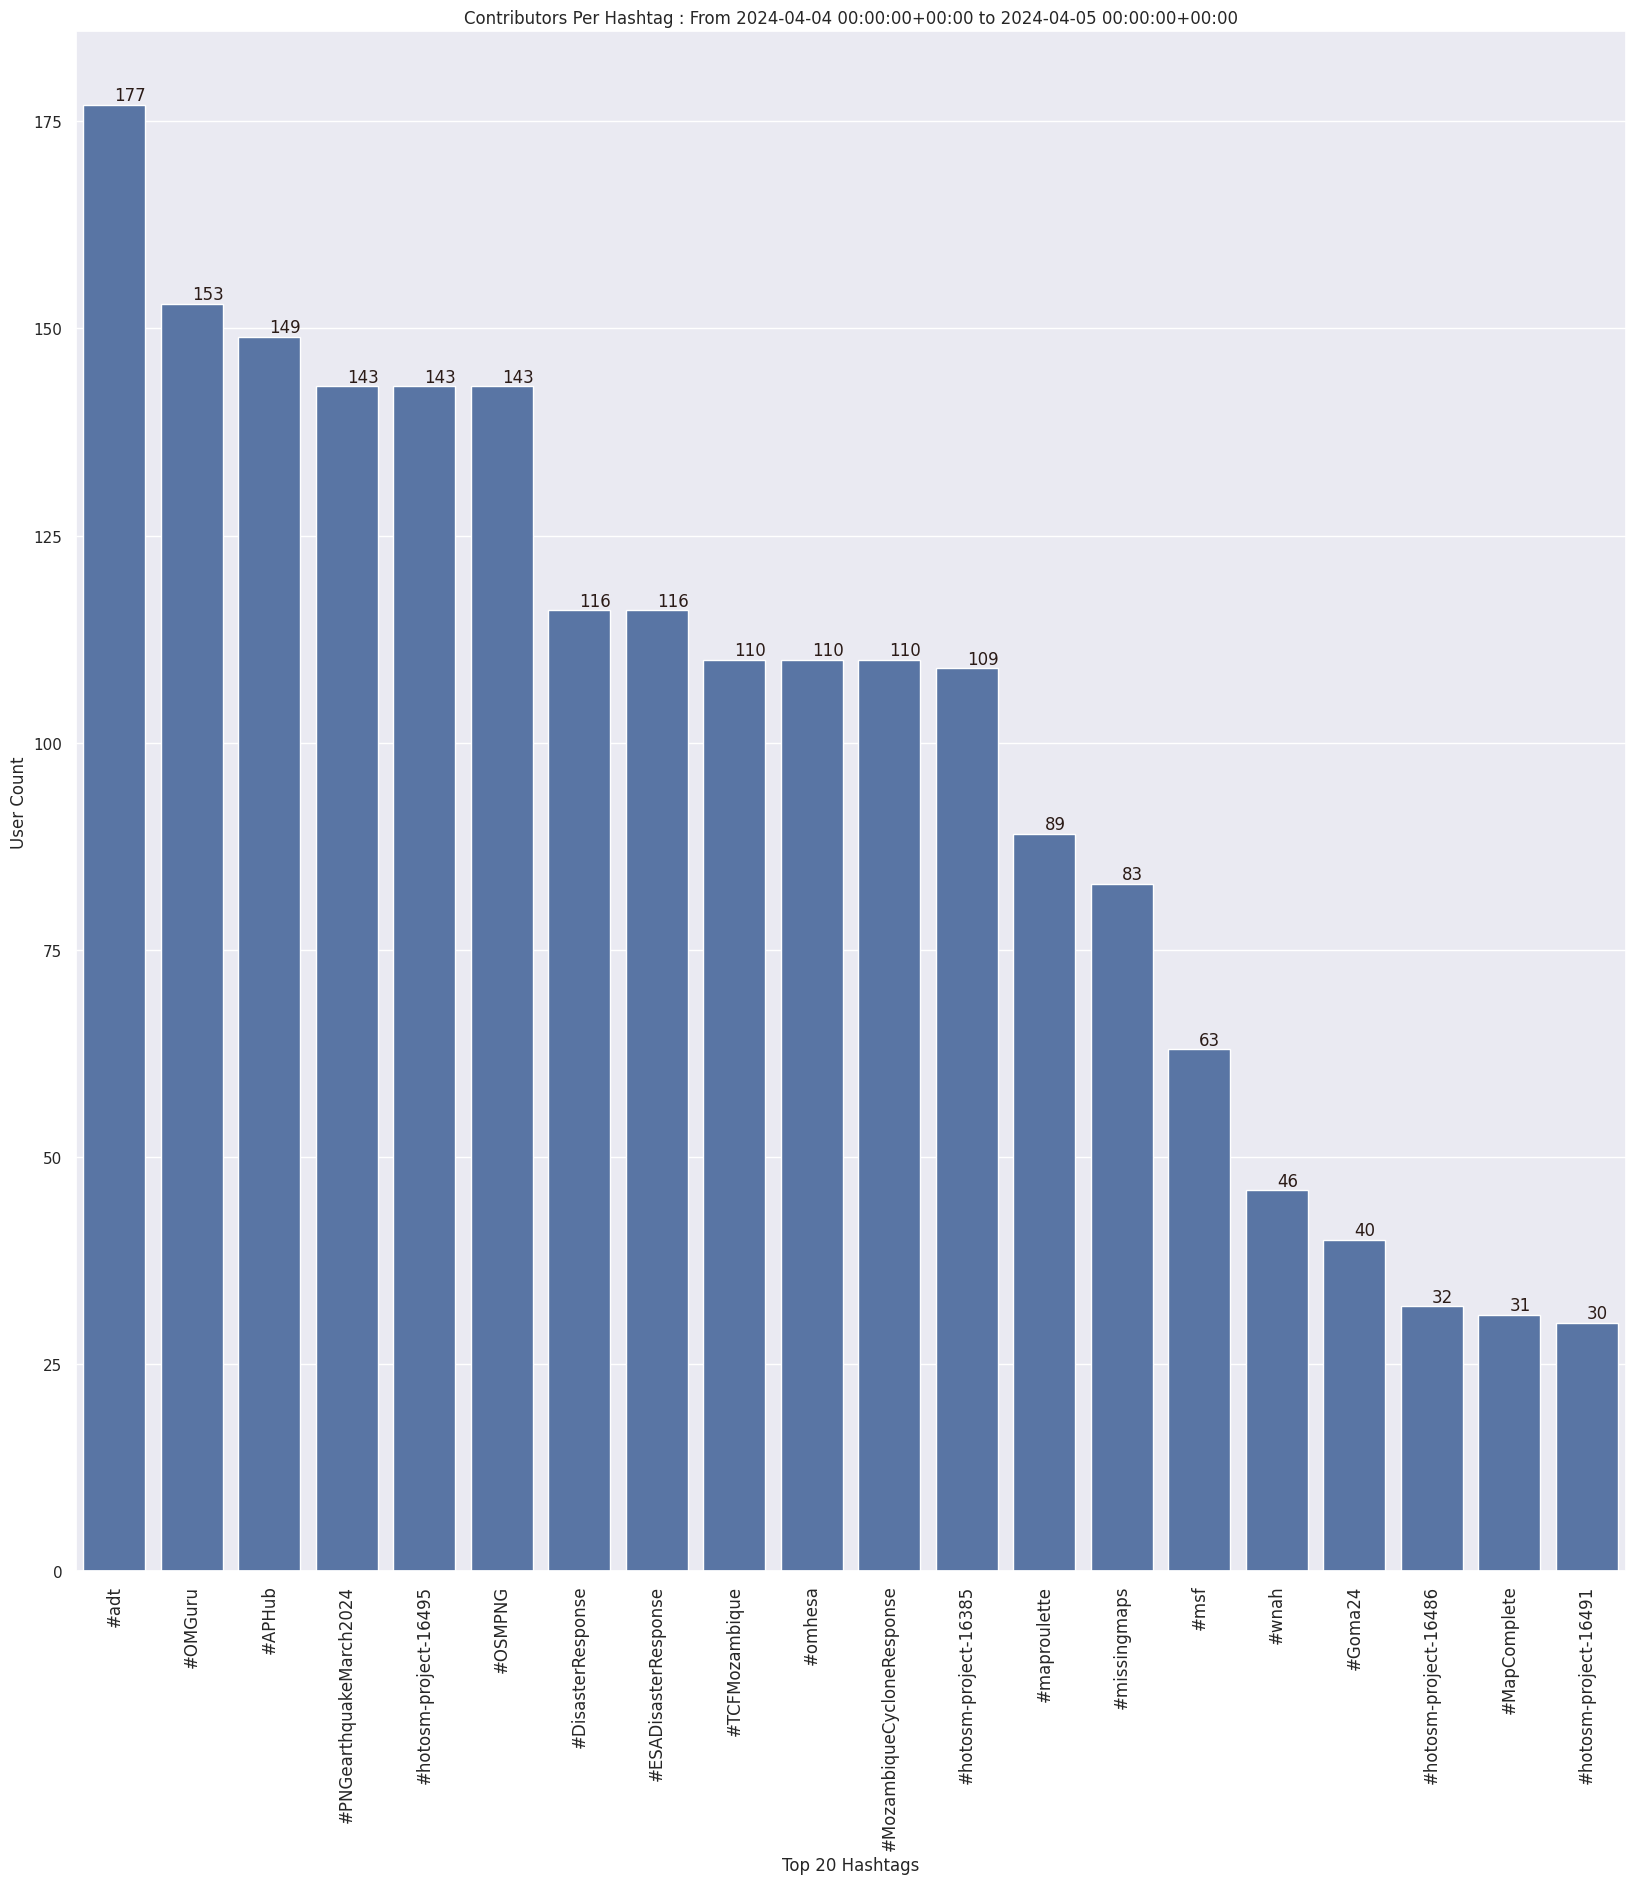 Contributors Per Hashtag : From 2024-04-04 00:00:00+00:00 to 2024-04-05 00:00:00+00:00
User Count
175
150
125
100
75
50
25
0
177
153
149
143
143
143
116
116
110
110
110
109
89
83
63
46
40
32
31
30
#adt
#OMGuru
#APHub
#PNGearthquakeMarch2024
#hotosm-project-16495
#OSMPNG
#DisasterResponse
#ESADisasterResponse
#TCFMozambique
#omhesa
#MozambiqueCycloneResponse
#hotosm-project-16385
#maproulette
#missingmaps
#msf
#wnah
#Goma24
#hotosm-project-16486
#MapComplete
#hotosm-project-16491
Top 20 Hashtags